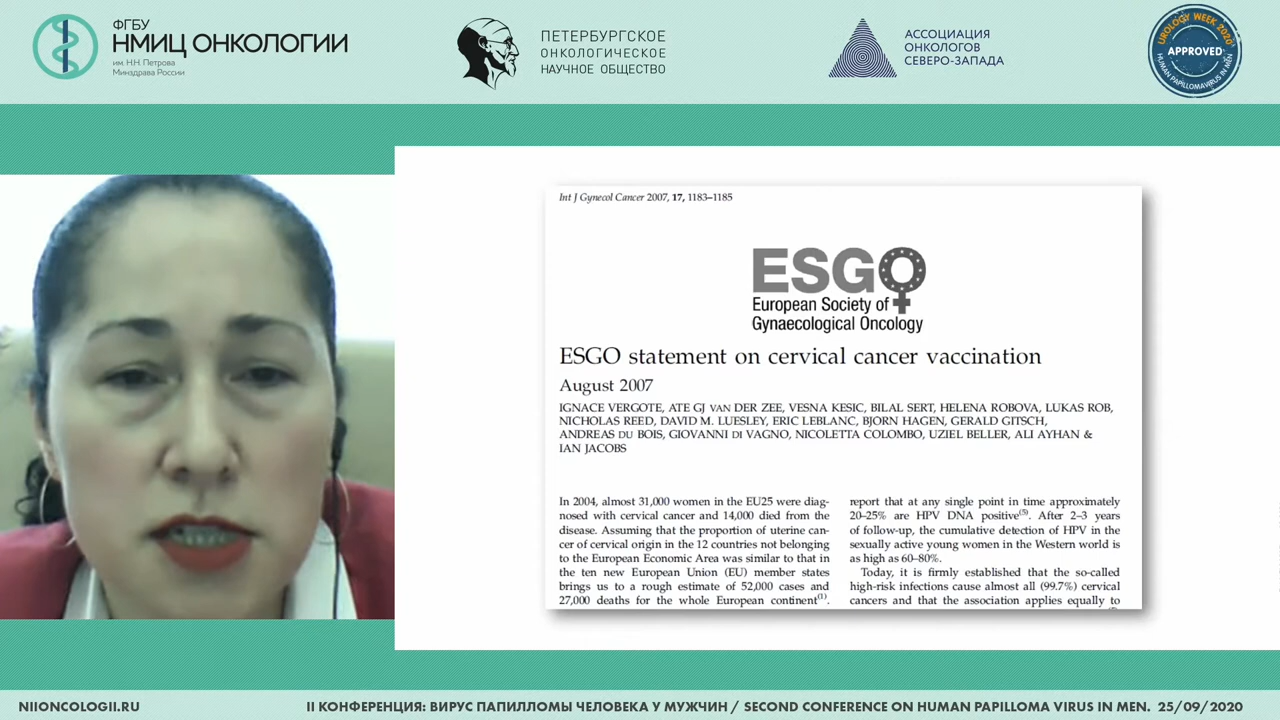 ФГБУ
НМИЦ ОНКОЛОГИИ
им. Н.Н. Петрова
Минздрава России
ПЕТЕРБУРГСКОЕ
ОНКОЛОГИЧЕСКОЕ
НАУЧНОЕ ОБЩЕСТВО
АССОЦИАЦИЯ
ОНКОЛОГОВ
СЕВЕРО-ЗАПАДА
UROLOGY WEEK 2020
APPROVED
HUMAN PAPILLOMAVIRUS IN MEN
Int J Gynecol Cancer 2007, 17, 1183–1185
ESGO
European Society of
Gynaecological Oncology
ESGO statement on cervical cancer vaccination
August 2007
IGNACE VERGOTE, ATE GJ VAN DER ZEE, VESNA KESIC, BILAL SERT, HELENA ROBOVA, LUKAS ROB,
NICHOLAS REED, DAVID M. LUESLEY, ERIC LEBLANC, BJORN HAGEN, GERALD GITSCH,
ANDREAS DU BOIS, GIOVANNI DI VAGNO, NICOLETTA COLOMBO, UZIEL BELLER, ALI AYHAN &
IAN JACOBS
In 2004, almost 31,000 women in the EU25 were diag-
nosed with cervical cancer and 14,000 died from the
disease. Assuming that the proportion of uterine can-
cer of cervical origin in the 12 countries not belonging
to the European Economic Area was similar to that in
the ten new European Union (EU) member states
brings us to a rough estimate of 52,000 cases and
27,000 deaths for the whole European continent(1).
report that at any single point in time approximately
20–25% are HPV DNA positive(5). After 2–3 years
of follow-up, the cumulative detection of HPV in the
sexually active young women in the Western world is
as high as 60–80%.
Today, it is firmly established that the so-called
high-risk infections cause almost all (99.7%) cervical
cancers and that the association applies equally to
NIIONCOLOGII.RU
II КОНФЕРЕНЦИЯ: ВИРУС ПАПИЛЛОМЫ ЧЕЛОВЕКА У МУЖЧИН / SECOND CONFERENCE ON HUMAN PAPILLOMA VIRUS IN MEN. 25/09/2020